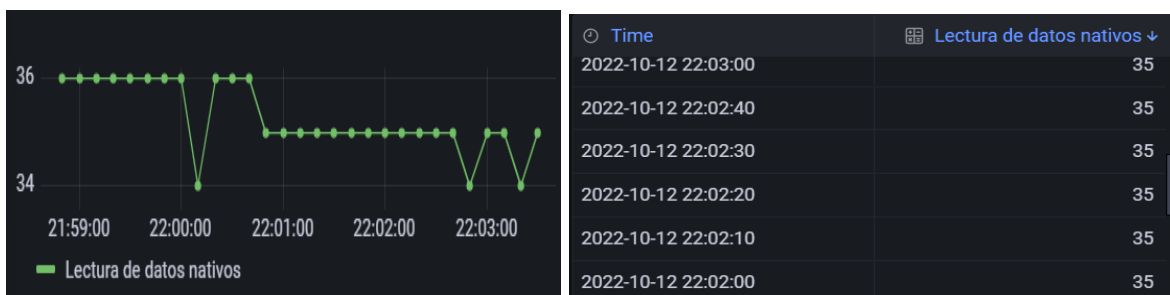 36
34
21:59:00 22:00:00 22:01:00 22:02:00 22:03:00
Lectura de datos nativos
Time Lectura de datos nativos
2022-10-12 22:03:00 35
2022-10-12 22:02:40 35
2022-10-12 22:02:30 35
2022-10-12 22:02:20 35
2022-10-12 22:02:10 35
2022-10-12 22:02:00 35